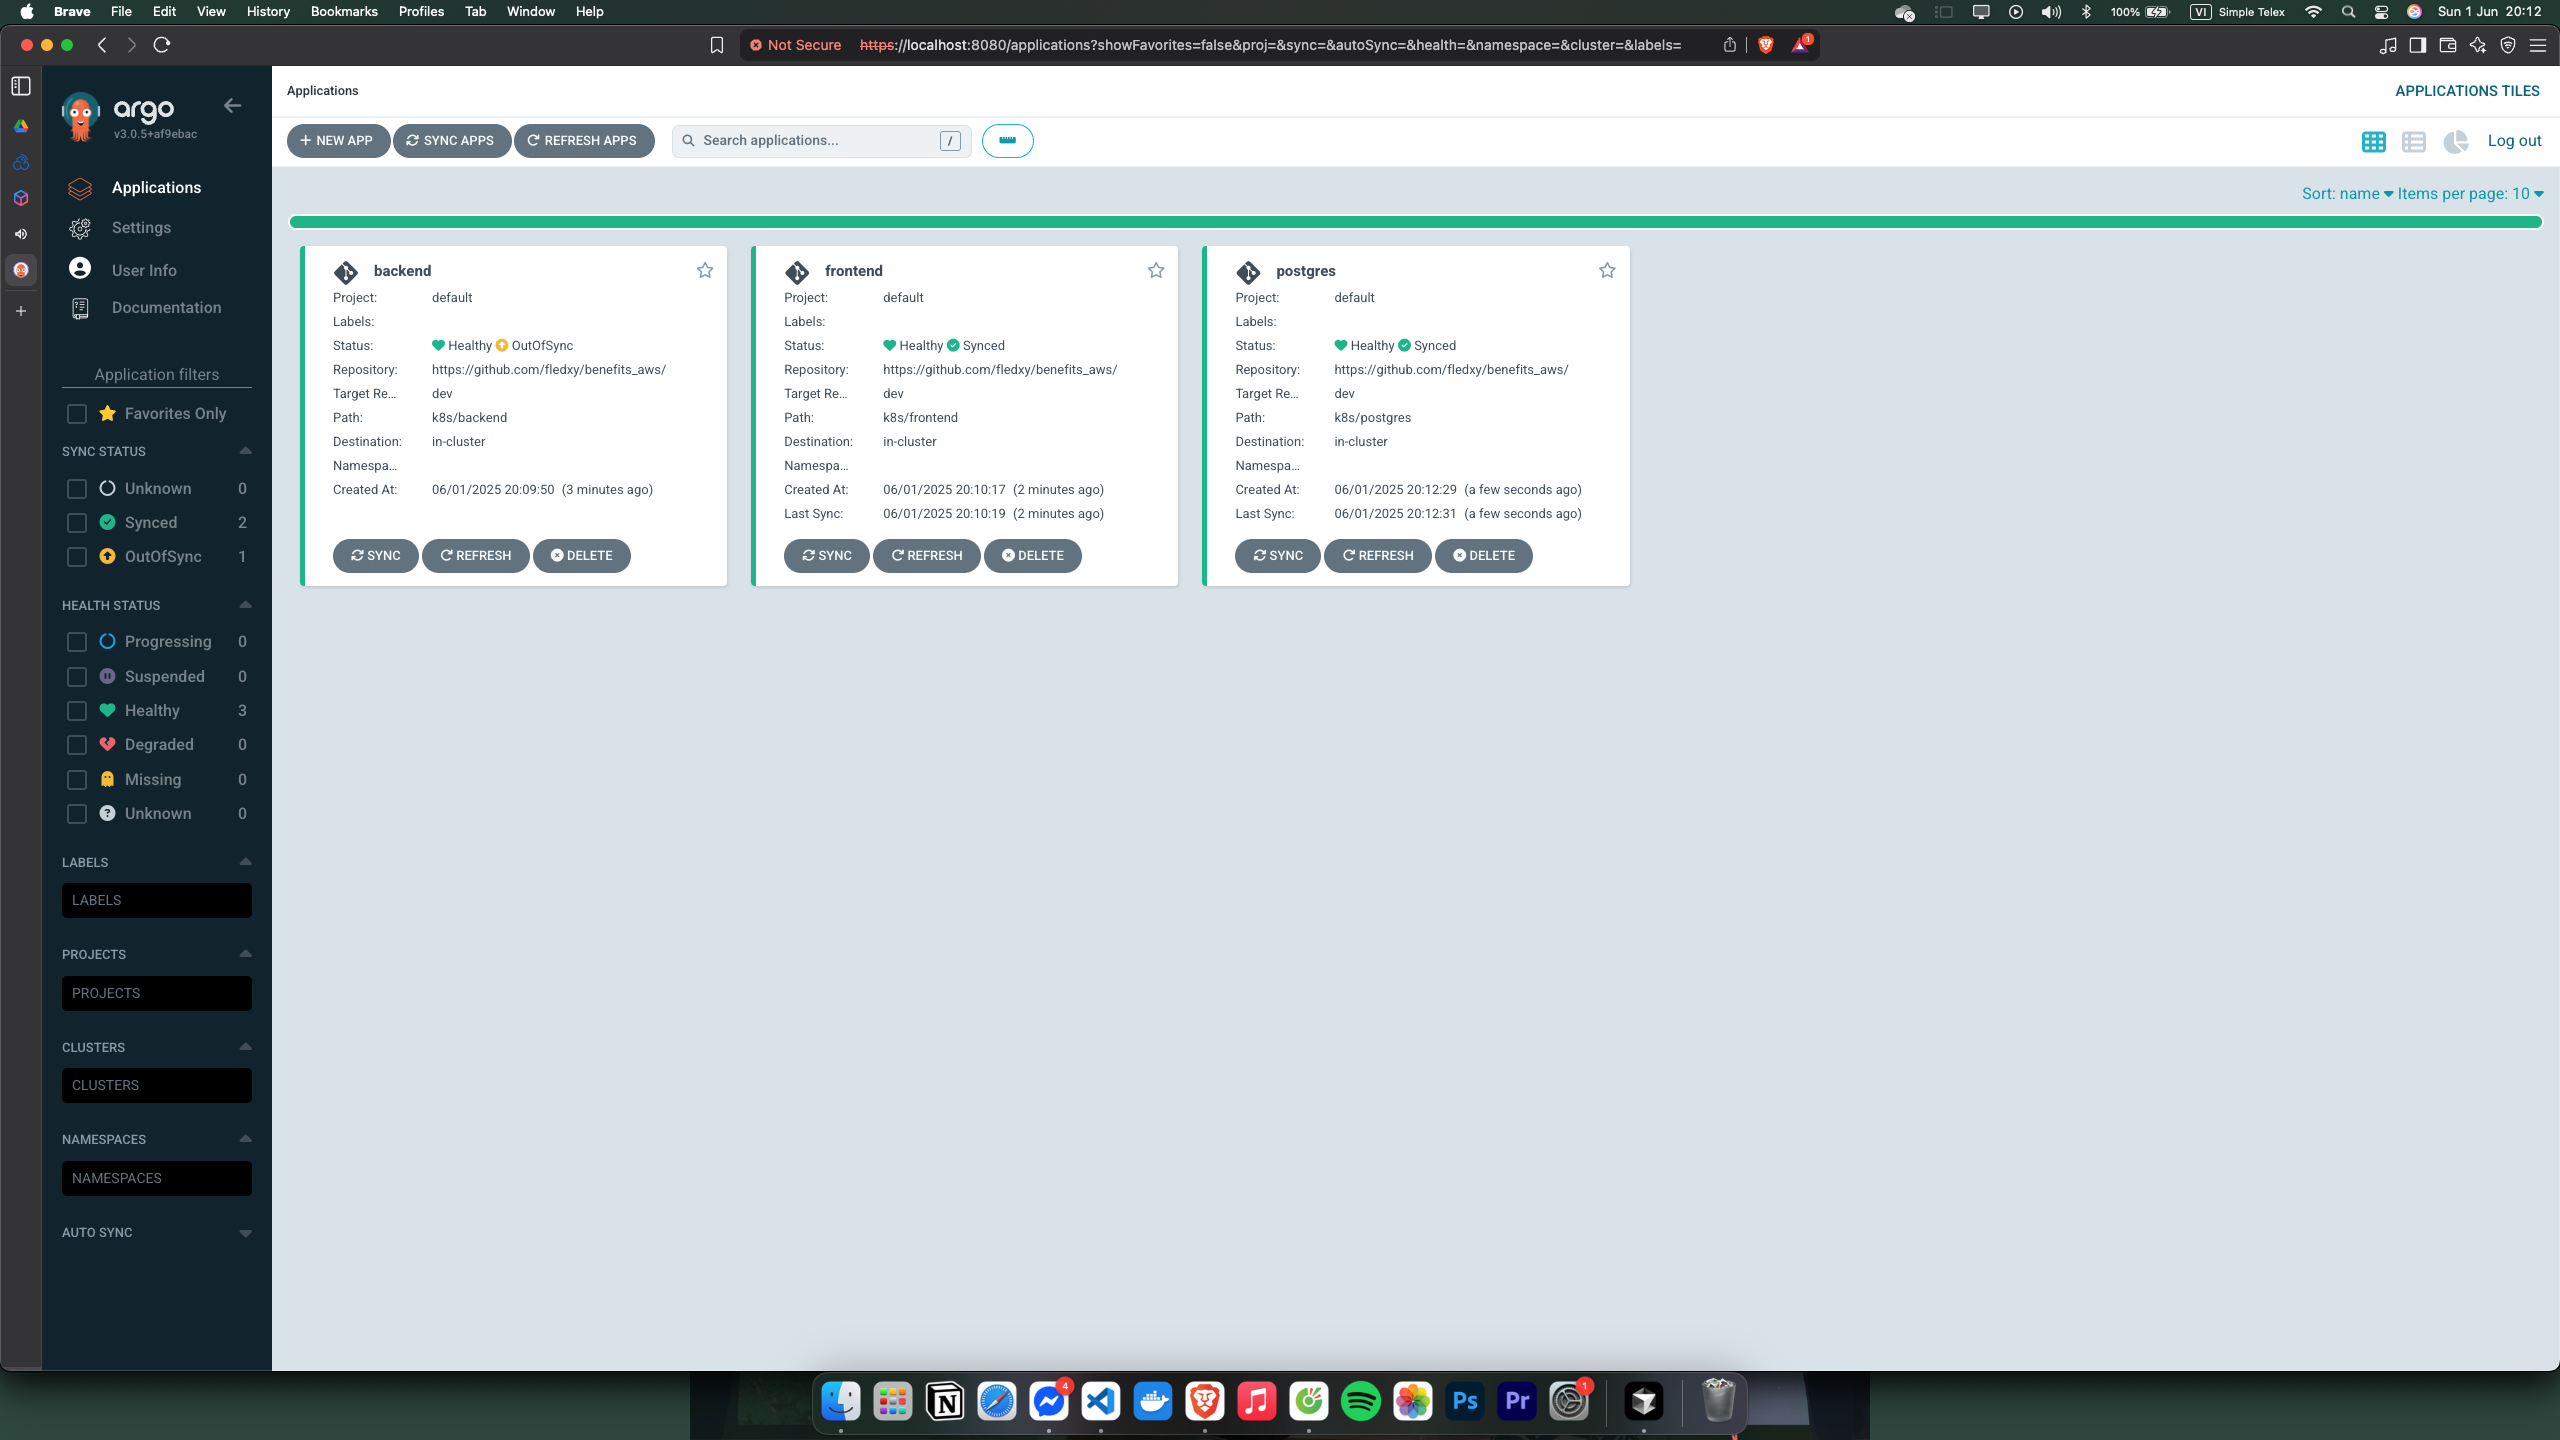 Brave File Edit View History Bookmarks Profiles Tab Window Help
100% VI Simple Telex Sun 1 Jun 20:12
Not Secure https://localhost:8080/applications?showFavorites=false&proj=&sync=&autoSync=&health=&namespace=&cluster=&labels=
1
argo
v3.0.5+af9ebac
Applications
Settings
User Info
Documentation
Application filters
Favorites Only
SYNC STATUS
Unknown 0
Synced 2
OutOfSync 1
HEALTH STATUS
Progressing 0
Suspended 0
Healthy 3
Degraded 0
Missing 0
Unknown 0
LABELS
LABELS
PROJECTS
PROJECTS
CLUSTERS
CLUSTERS
NAMESPACES
NAMESPACES
AUTO SYNC
Applications
APPLICATIONS TILES
+ NEW APP SYNC APPS REFRESH APPS Search applications... /
Log out
Sort: name Items per page: 10
backend
Project: default
Labels:
Status: Healthy OutOfSync
Repository: https://github.com/fledxy/benefits_aws/
Target Re... dev
Path: k8s/backend
Destination: in-cluster
Namespa...
Created At: 06/01/2025 20:09:50 (3 minutes ago)
SYNC REFRESH DELETE
frontend
Project: default
Labels:
Status: Healthy Synced
Repository: https://github.com/fledxy/benefits_aws/
Target Re... dev
Path: k8s/frontend
Destination: in-cluster
Namespa...
Created At: 06/01/2025 20:10:17 (2 minutes ago)
Last Sync: 06/01/2025 20:10:19 (2 minutes ago)
SYNC REFRESH DELETE
postgres
Project: default
Labels:
Status: Healthy Synced
Repository: https://github.com/fledxy/benefits_aws/
Target Re... dev
Path: k8s/postgres
Destination: in-cluster
Namespa...
Created At: 06/01/2025 20:12:29 (a few seconds ago)
Last Sync: 06/01/2025 20:12:31 (a few seconds ago)
SYNC REFRESH DELETE
4
Ps
Pr
1